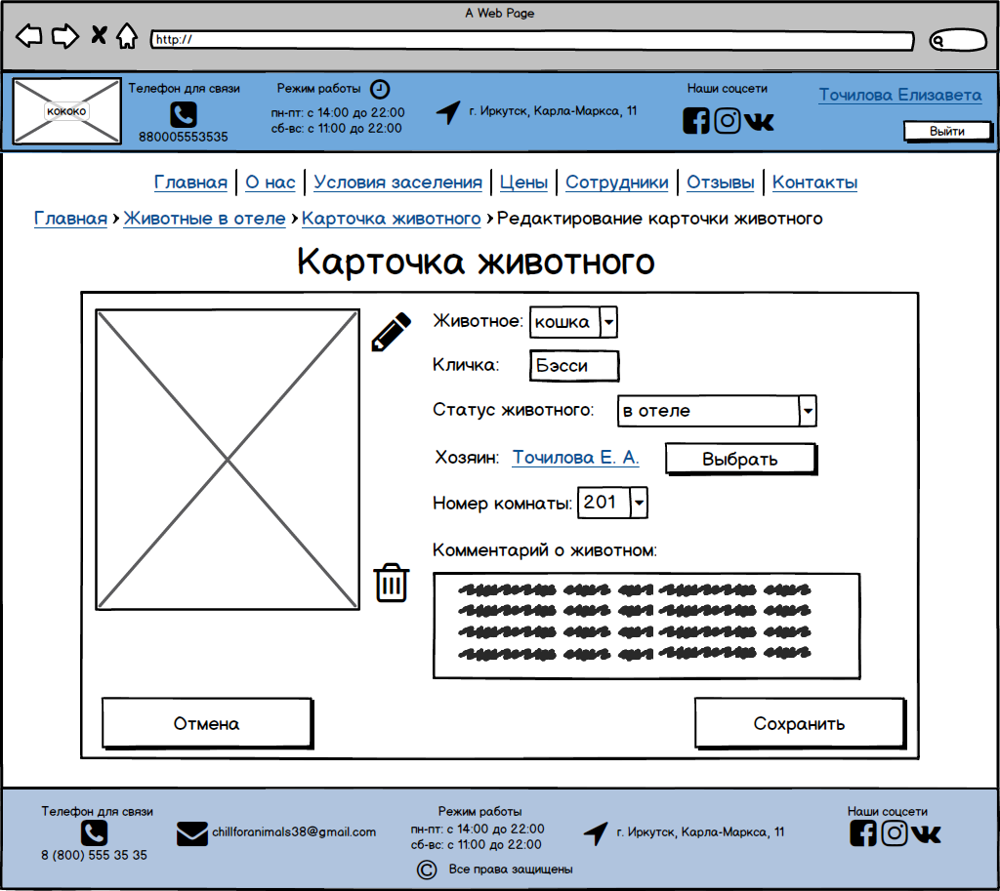 A Web Page
http://
кококо
Телефон для связи
880005553535
Режим работы
пн-пт: с 14:00 до 22:00
сб-вс: с 11:00 до 22:00
г. Иркутск, Карла-Маркса, 11
Наши соцсети
Точилова Елизавета
Выйти
Главная О нас Условия заселения Цены Сотрудники Отзывы Контакты
Главная › Животные в отеле › Карточка животного › Редактирование карточки животного
Карточка животного
Животное: кошка
Кличка: Бэсси
Статус животного: в отеле
Хозяин: Точилова Е. А. Выбрать
Номер комнаты: 201
Комментарий о животном:
Отмена Сохранить
Телефон для связи
8 (800) 555 35 35
chillforanimals38@gmail.com
Режим работы
пн-пт: с 14:00 до 22:00
сб-вс: с 11:00 до 22:00
г. Иркутск, Карла-Маркса, 11
Наши соцсети
© Все права защищены